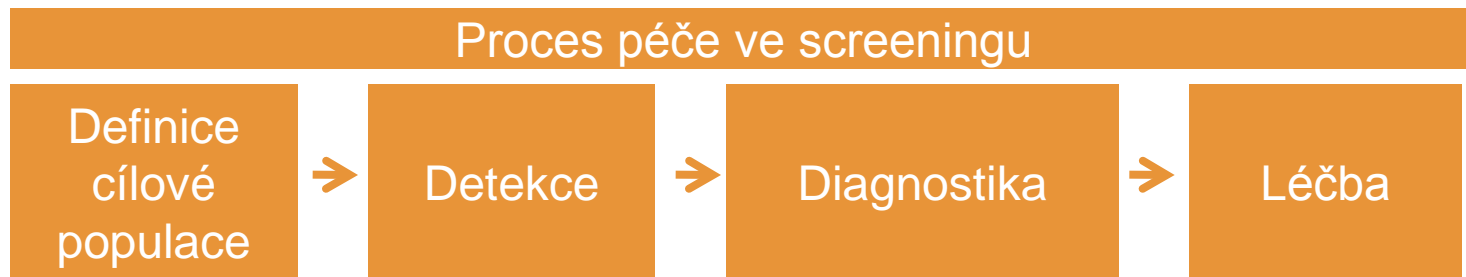 Proces péče ve screeningu
Definice
cílové
populace
Detekce
Diagnostika
Léčba